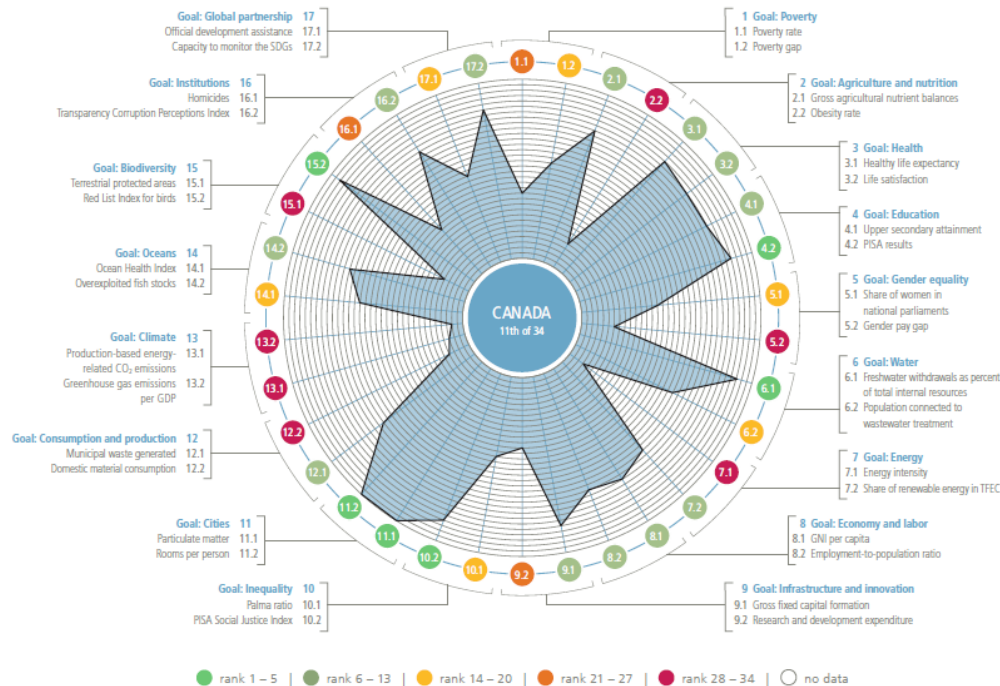 Goal: Global partnership 17
Official development assistance 17.1
Capacity to monitor the SDGs 17.2
1 Goal: Poverty
1.1 Poverty rate
1.2 Poverty gap
Goal: Institutions 16
Homicides 16.1
Transparency Corruption Perceptions Index 16.2
2 Goal: Agriculture and nutrition
2.1 Gross agricultural nutrient balances
2.2 Obesity rate
Goal: Biodiversity 15
Terrestrial protected areas 15.1
Red List Index for birds 15.2
3 Goal: Health
3.1 Healthy life expectancy
3.2 Life satisfaction
Goal: Oceans 14
Ocean Health Index 14.1
Overexploited fish stocks 14.2
4 Goal: Education
4.1 Upper secondary attainment
4.2 PISA results
Goal: Climate 13
Production-based energy- 13.1
related CO₂ emissions
Greenhouse gas emissions 13.2
per GDP
5 Goal: Gender equality
5.1 Share of women in
national parliaments
5.2 Gender pay gap
Goal: Consumption and production 12
Municipal waste generated 12.1
Domestic material consumption 12.2
6 Goal: Water
6.1 Freshwater withdrawals as percent
of total internal resources
6.2 Population connected to
wastewater treatment
Goal: Cities 11
Particulate matter 11.1
Rooms per person 11.2
7 Goal: Energy
7.1 Energy intensity
7.2 Share of renewable energy in TFEC
Goal: Inequality 10
Palma ratio 10.1
PISA Social Justice Index 10.2
8 Goal: Economy and labor
8.1 GNI per capita
8.2 Employment-to-population ratio
9 Goal: Infrastructure and innovation
9.1 Gross fixed capital formation
9.2 Research and development expenditure
1.1
1.2
2.1
2.2
3.1
3.2
4.1
4.2
5.1
5.2
6.1
6.2
7.1
7.2
8.1
8.2
9.1
9.2
10.1
10.2
11.1
11.2
12.1
12.2
13.1
13.2
14.1
14.2
15.1
15.2
16.1
16.2
17.1
17.2
CANADA
11th of 34
rank 1 – 5 | rank 6 – 13 | rank 14 – 20 | rank 21 – 27 | rank 28 – 34 | no data